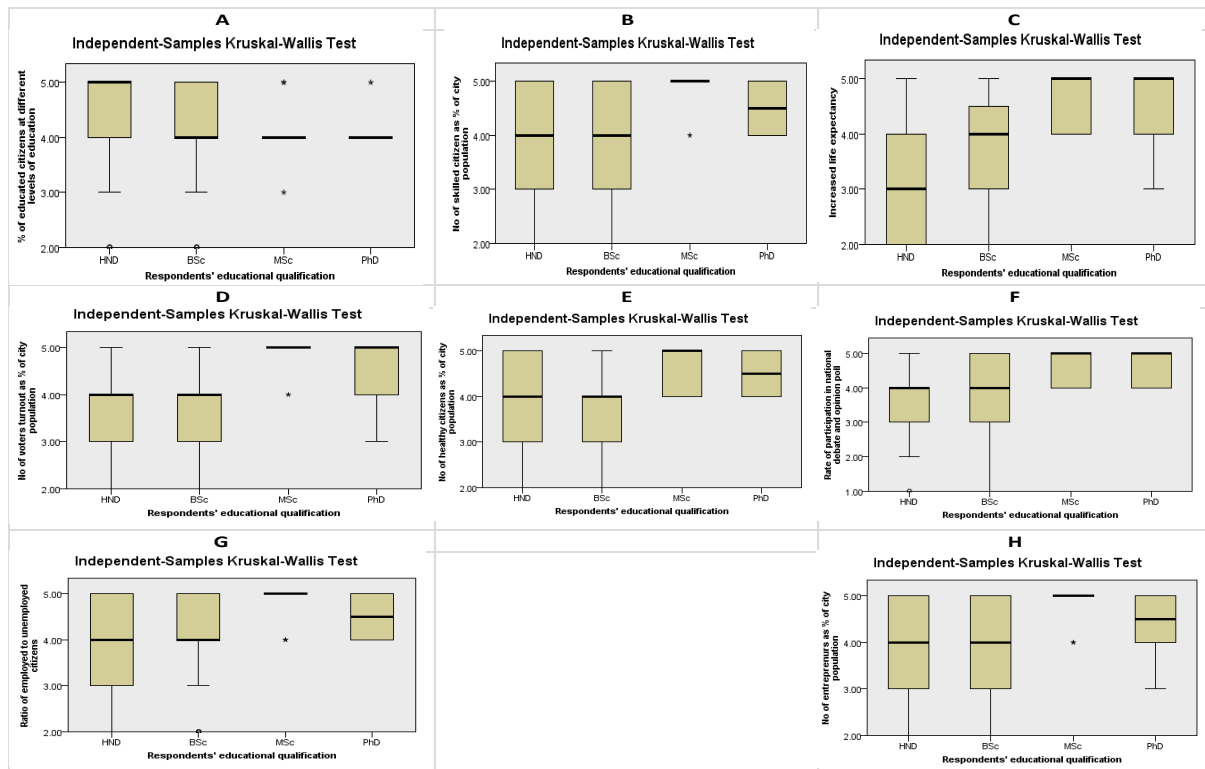 A
Independent-Samples Kruskal-Wallis Test
% of educated citizens at different
levels of education
5.00
4.00
3.00
2.00
HND BSc MSc PhD
Respondents' educational qualification
B
Independent-Samples Kruskal-Wallis Test
No of skilled citizens as % of city
population
5.00
4.00
3.00
2.00
HND BSc MSc PhD
Respondents' educational qualification
C
Independent-Samples Kruskal-Wallis Test
Increased life expectancy
5.00
4.00
3.00
2.00
HND BSc MSc PhD
Respondents' educational qualification
D
Independent-Samples Kruskal-Wallis Test
No of voters turnout as % of city
population
5.00
4.00
3.00
2.00
HND BSc MSc PhD
Respondents' educational qualification
E
Independent-Samples Kruskal-Wallis Test
No of healthy citizens as % of city
population
5.00
4.00
3.00
2.00
HND BSc MSc PhD
Respondents' educational qualification
F
Independent-Samples Kruskal-Wallis Test
Rate of participation in national
debate and opinion poll
5.00
4.00
3.00
2.00
1.00
HND BSc MSc PhD
Respondents' educational qualification
G
Independent-Samples Kruskal-Wallis Test
Ratio of employed to unemployed
citizens
5.00
4.00
3.00
2.00
HND BSc MSc PhD
Respondents' educational qualification
H
Independent-Samples Kruskal-Wallis Test
No of entreprenurs as % of city
population
5.00
4.00
3.00
2.00
HND BSc MSc PhD
Respondents' educational qualification